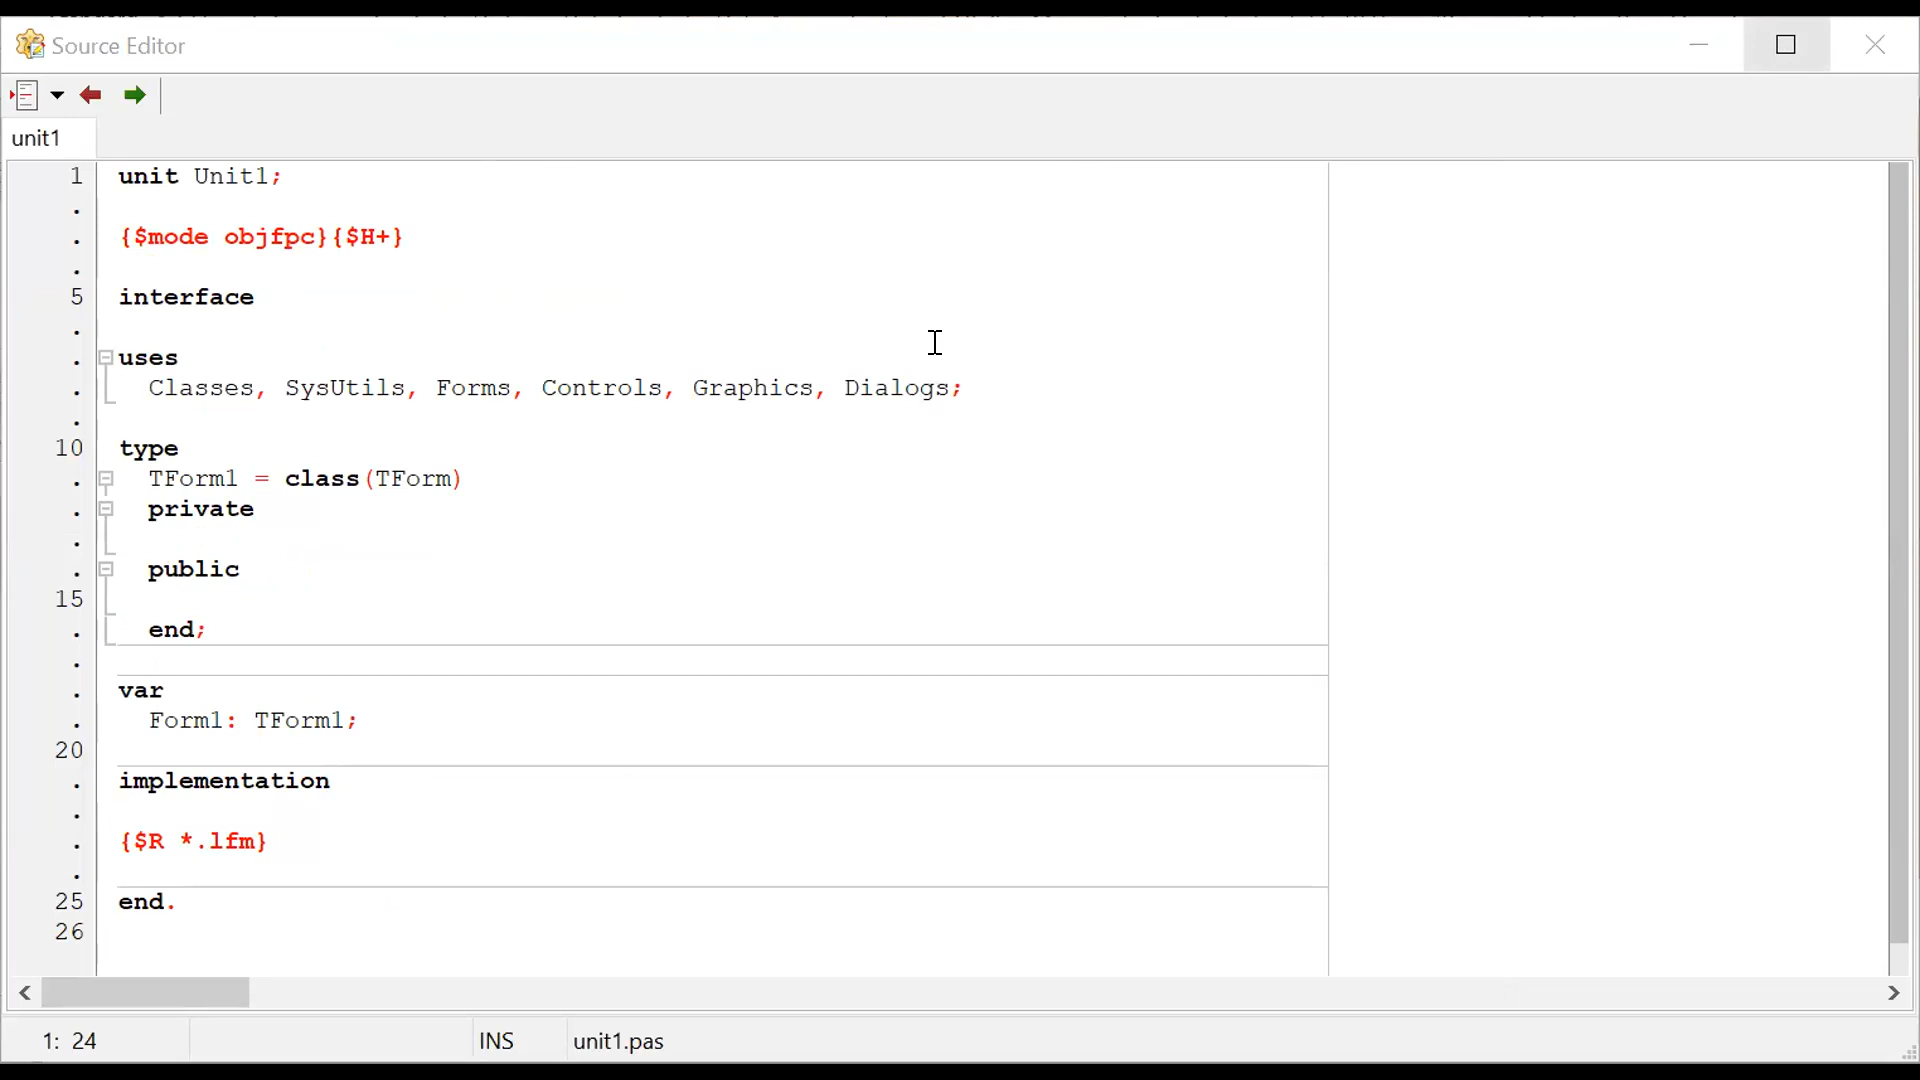 Source Editor
unit1
1 unit Unit1;
.
. {$mode objfpc}{$H+}
.
5 interface
.
. uses
. Classes, SysUtils, Forms, Controls, Graphics, Dialogs;
.
10 type
. TForm1 = class(TForm)
. private
.
. public
15
. end;
.
. var
. Form1: TForm1;
20
. implementation
.
. {$R *.lfm}
.
25 end.
26
1: 24 INS unit1.pas